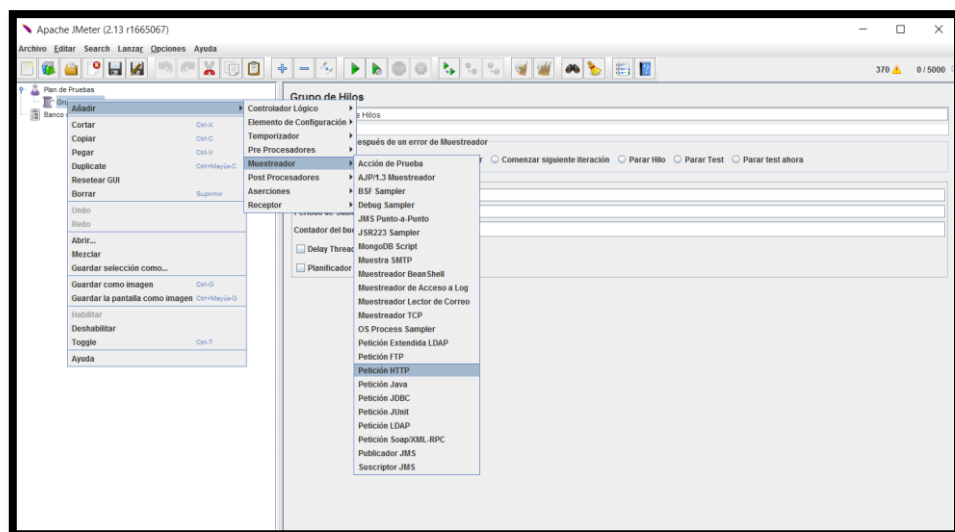 Apache JMeter (2.13 r1665067)
Archivo Editar Search Lanzar Opciones Ayuda
370 0 / 5000
Plan de Pruebas
Banco
Grupo de Hilos
de Hilos
después de un error de Muestreador
Comenzar siguiente iteración Parar Hilo Parar Test Parar test ahora
Contador del
Delay Thread
Planificador
Añadir
Cortar Ctrl-X
Copiar Ctrl-C
Pegar Ctrl-V
Duplicate Ctrl+Mayús-C
Resetear GUI
Borrar Suprimir
Undo
Redo
Abrir...
Mezclar
Guardar selección como...
Guardar como imagen Ctrl-G
Guardar la pantalla como imagen Ctrl+Mayús-G
Habilitar
Deshabilitar
Toggle Ctrl-T
Ayuda
Controlador Lógico
Elemento de Configuración
Temporizador
Pre Procesadores
Muestreador
Post Procesadores
Aserciones
Receptor
Acción de Prueba
AJP/1.3 Muestreador
BSF Sampler
Debug Sampler
JMS Punto-a-Punto
JSR223 Sampler
MongoDB Script
Muestra SMTP
Muestreador BeanShell
Muestreador de Acceso a Log
Muestreador Lector de Correo
Muestreador TCP
OS Process Sampler
Petición Extendida LDAP
Petición FTP
Petición HTTP
Petición Java
Petición JDBC
Petición JUnit
Petición LDAP
Petición Soap/XML-RPC
Publicador JMS
Suscriptor JMS